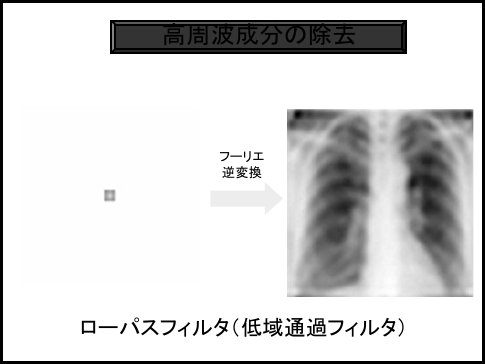 高周波成分の除去
フーリエ
逆変換
ローパスフィルタ（低域通過フィルタ）